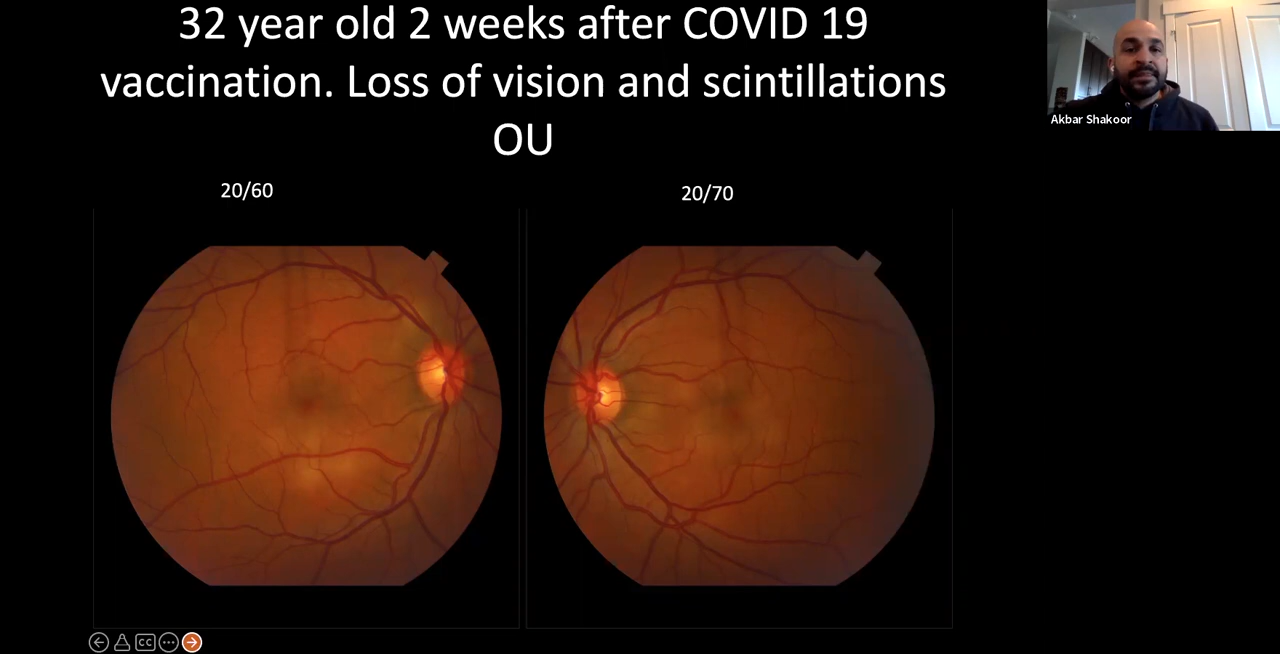 32 year old 2 weeks after COVID 19
vaccination. Loss of vision and scintillations
OU
Akbar Shakoor
20/60
20/70
CC